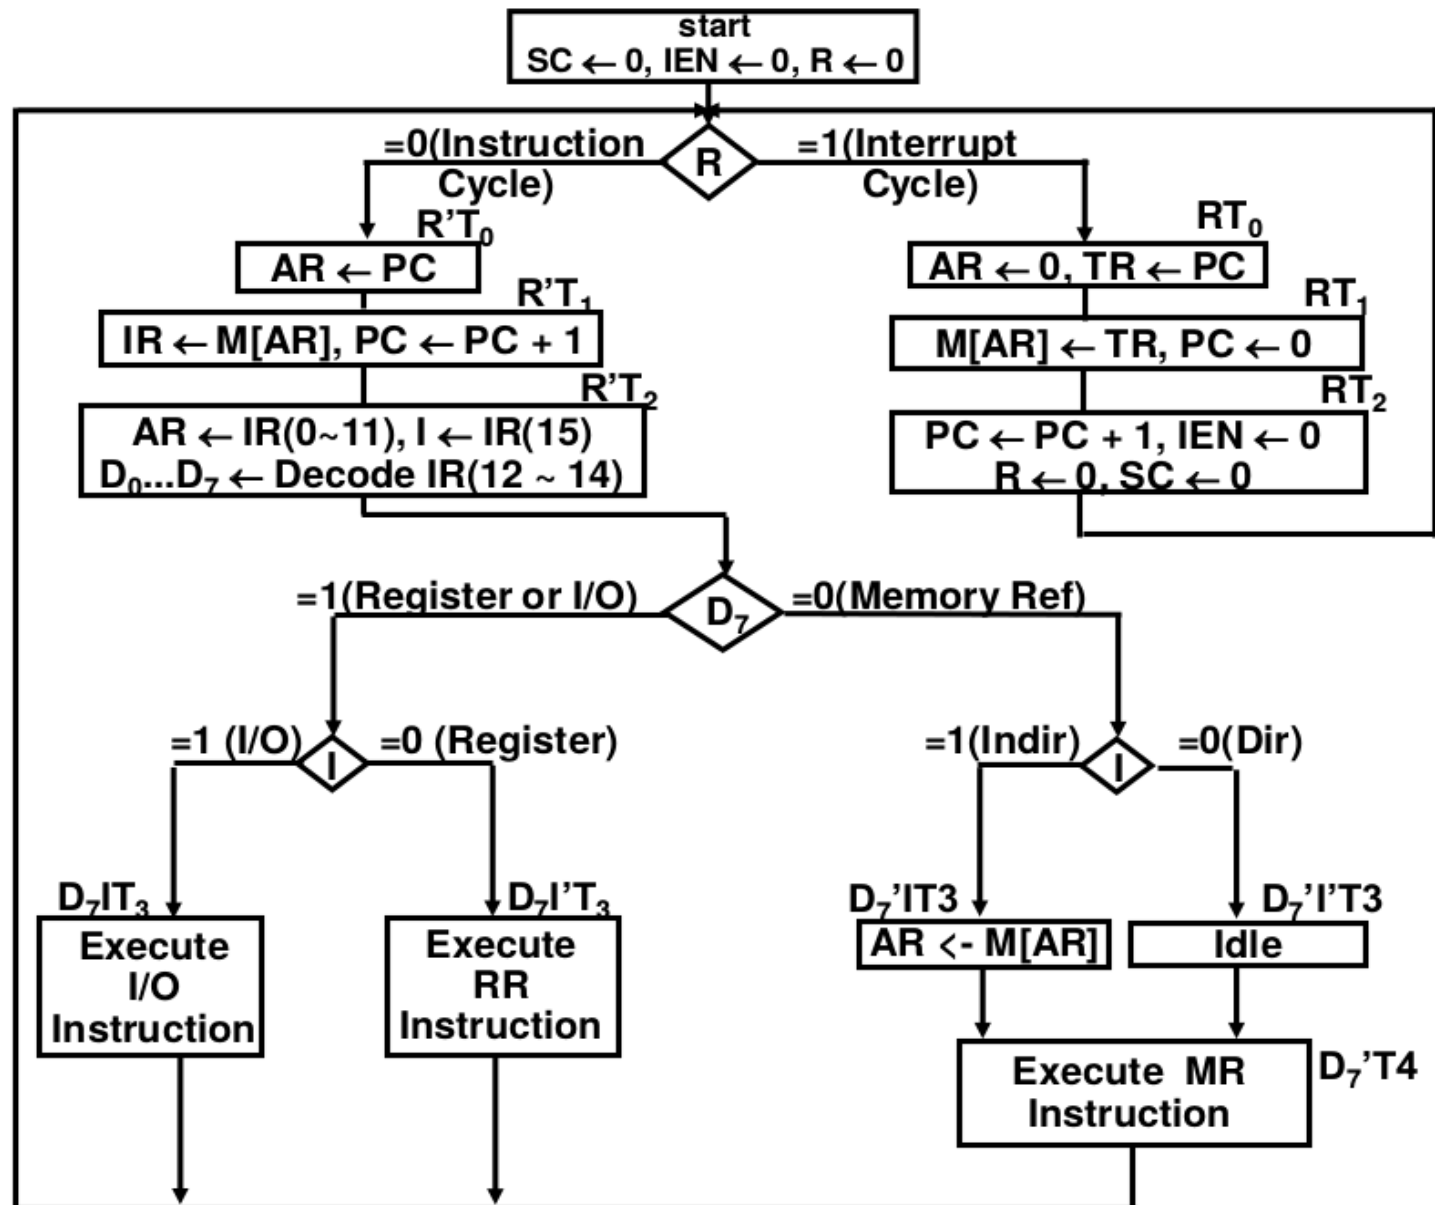 start
SC ← 0, IEN ← 0, R ← 0
=0(Instruction
Cycle)
R
=1(Interrupt
Cycle)
R’T₀
AR ← PC
R’T₁
IR ← M[AR], PC ← PC + 1
R’T₂
AR ← IR(0~11), I ← IR(15)
D₀...D₇ ← Decode IR(12 ~ 14)
RT₀
AR ← 0, TR ← PC
RT₁
M[AR] ← TR, PC ← 0
RT₂
PC ← PC + 1, IEN ← 0
R ← 0, SC ← 0
=1(Register or I/O)
D₇
=0(Memory Ref)
=1 (I/O)
I
=0 (Register)
=1(Indir)
I
=0(Dir)
D₇IT₃
Execute
I/O
Instruction
D₇I’T₃
Execute
RR
Instruction
D₇’IT3
AR <- M[AR]
D₇’I’T3
Idle
Execute MR
Instruction
D₇’T4